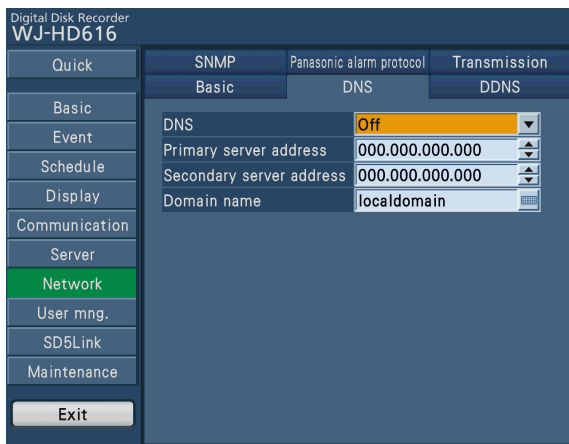 Digital Disk Recorder
WJ-HD616
Quick
Basic
Event
Schedule
Display
Communication
Server
Network
User mng.
SD5Link
Maintenance
Exit
SNMP Panasonic alarm protocol Transmission
Basic DNS DDNS
DNS Off
Primary server address 000.000.000.000
Secondary server address 000.000.000.000
Domain name localdomain